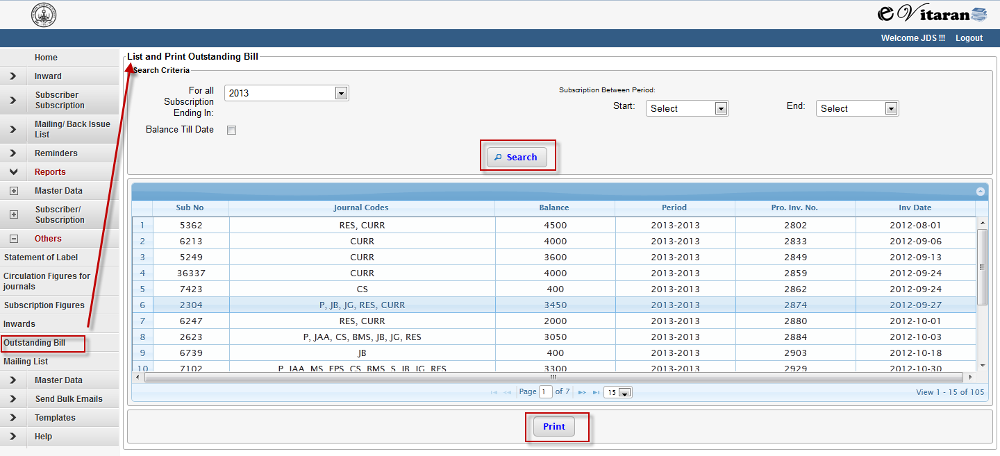 e Vitaran
Welcome JDS !!! Logout
Home
Inward
Subscriber
Subscription
Mailing/ Back Issue
List
Reminders
Reports
Master Data
Subscriber/
Subscription
Others
Statement of Label
Circulation Figures for
journals
Subscription Figures
Inwards
Outstanding Bill
Mailing List
Master Data
Send Bulk Emails
Templates
Help
List and Print Outstanding Bill
Search Criteria
For all
Subscription
Ending In:
2013
Subscription Between Period:
Start: Select End: Select
Balance Till Date
Search
Sub No Journal Codes Balance Period Pro. Inv. No. Inv Date
1 5362 RES, CURR 4500 2013-2013 2802 2012-08-01
2 6213 CURR 4000 2013-2013 2833 2012-09-06
3 5249 CURR 3600 2013-2013 2849 2012-09-13
4 36337 CURR 4000 2013-2013 2859 2012-09-24
5 7423 CS 400 2013-2013 2862 2012-09-24
6 2304 P, JB, JG, RES, CURR 3450 2013-2013 2874 2012-09-27
7 6247 RES, CURR 2000 2013-2013 2880 2012-10-01
8 2623 P, JAA, CS, BMS, JB, JG, RES 3050 2013-2013 2884 2012-10-03
9 6739 JB 400 2013-2013 2903 2012-10-18
10 7102 P, JAA, MS, EPS, CS, BMS, S, JB, JG, RES 3300 2013-2013 2929 2012-10-30
Page 1 of 7 15 View 1 - 15 of 105
Print